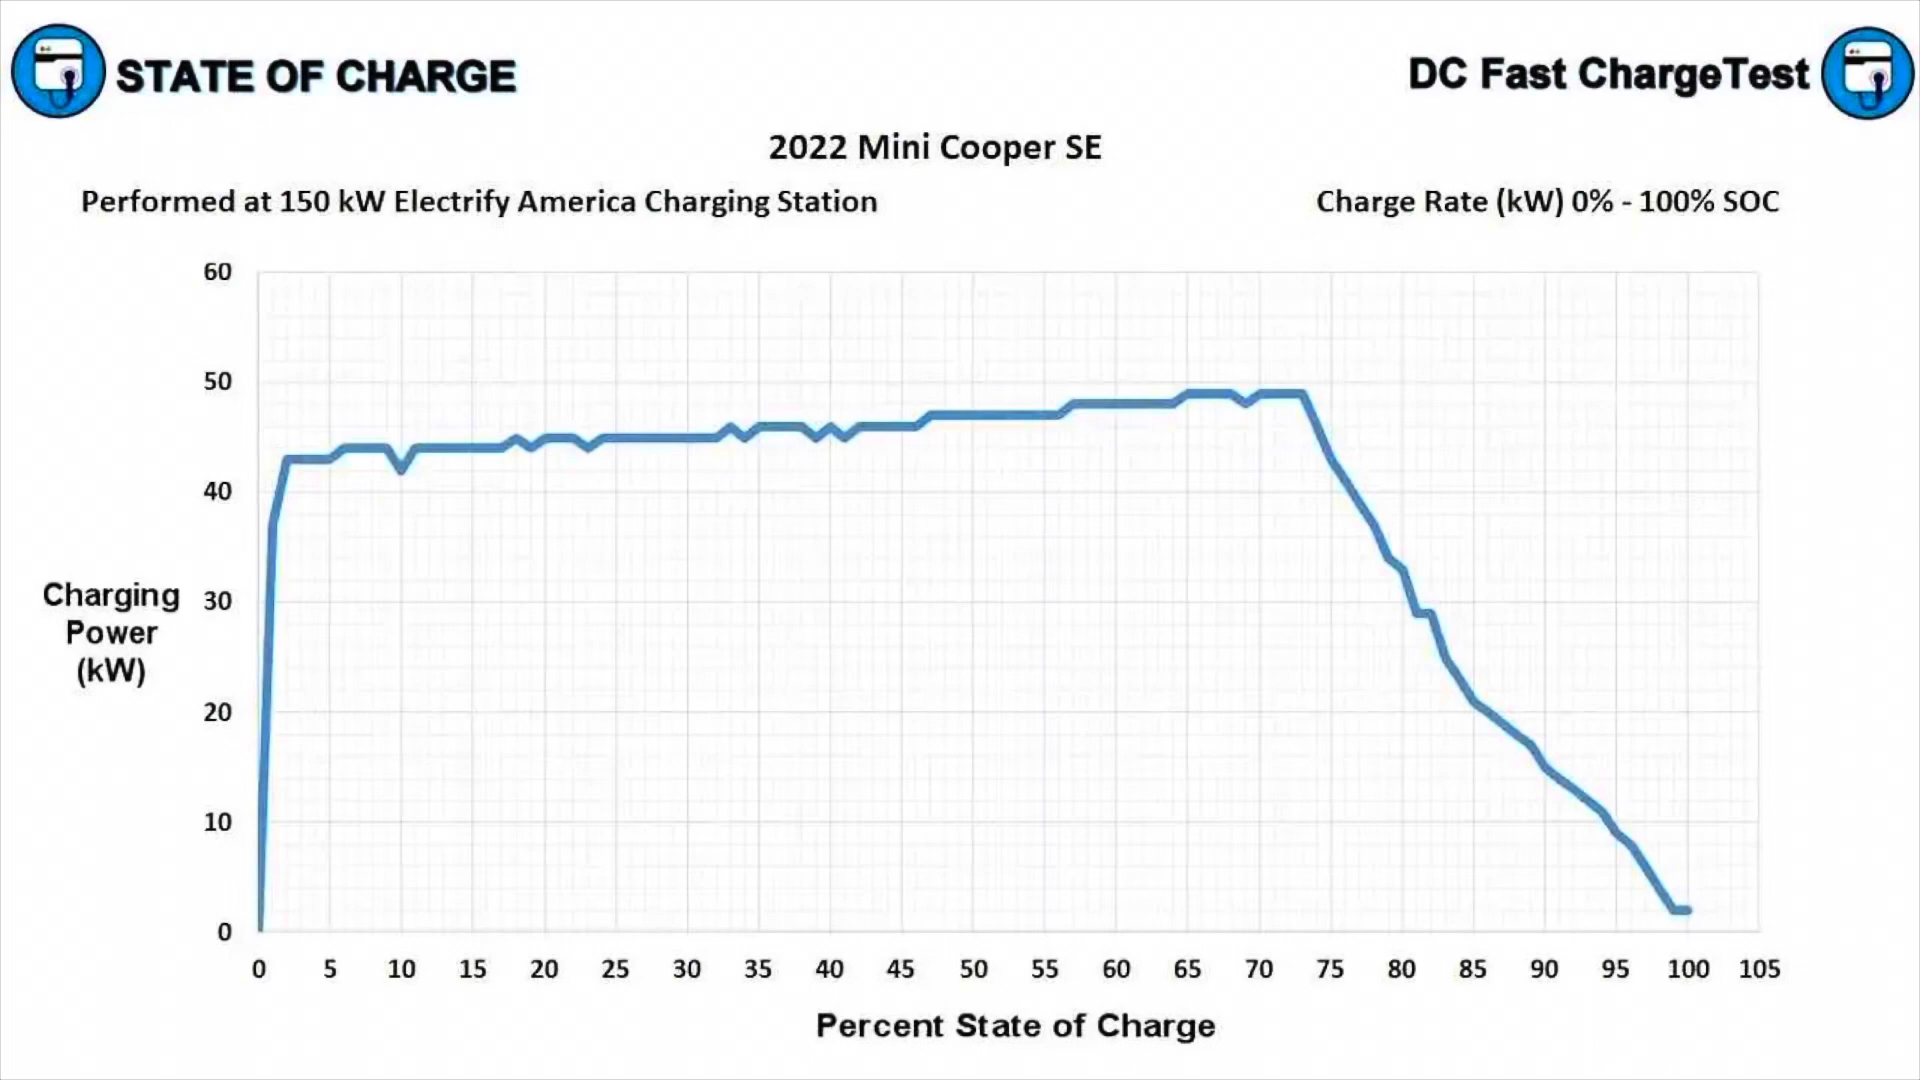 STATE OF CHARGE
DC Fast ChargeTest
2022 Mini Cooper SE
Performed at 150 kW Electrify America Charging Station
Charge Rate (kW) 0% - 100% SOC
60
50
40
30
20
10
0
Charging
Power
(kW)
0 5 10 15 20 25 30 35 40 45 50 55 60 65 70 75 80 85 90 95 100 105
Percent State of Charge